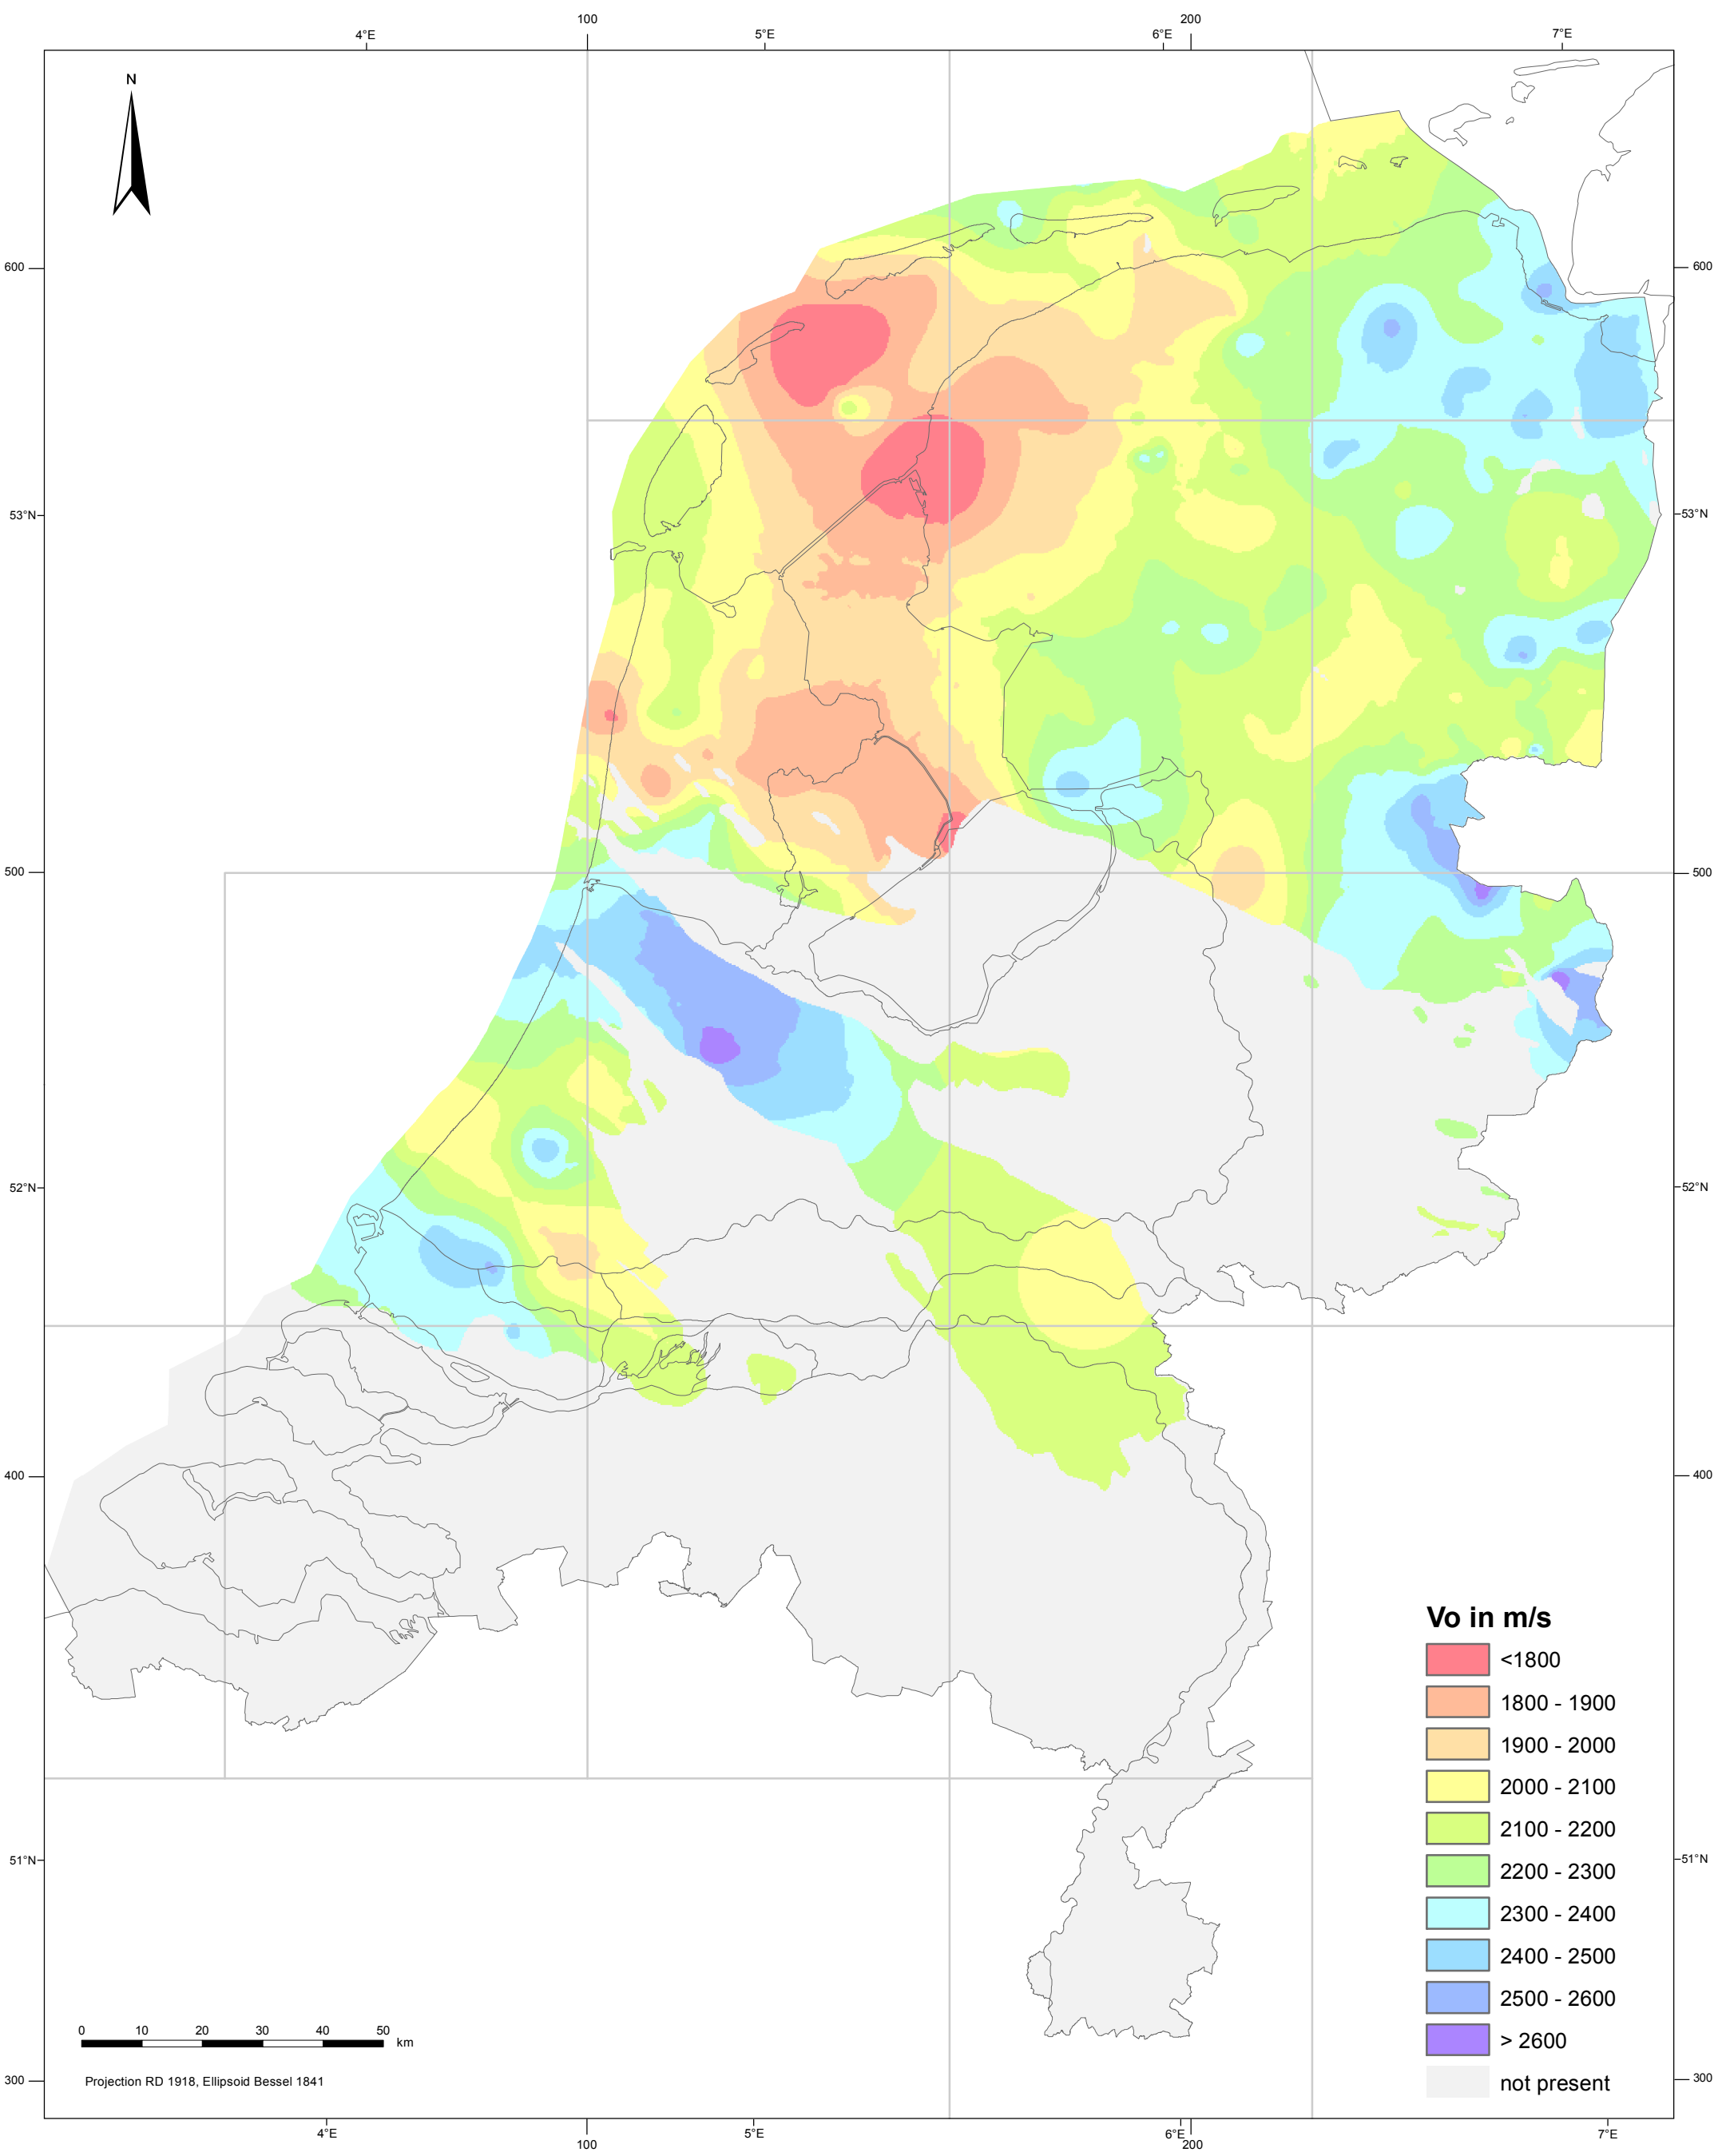 100 200
4°E 5°E 6°E 7°E
N
600 600
53°N 53°N
500 500
52°N 52°N
400 400
Vo in m/s
<1800
1800 - 1900
1900 - 2000
2000 - 2100
2100 - 2200
51°N 51°N
2200 - 2300
2300 - 2400
2400 - 2500
2500 - 2600
0 10 20 30 40 50 km
> 2600
Projection RD 1918, Ellipsoid Bessel 1841
300 300
not present
4°E 5°E 6°E 7°E
100 200